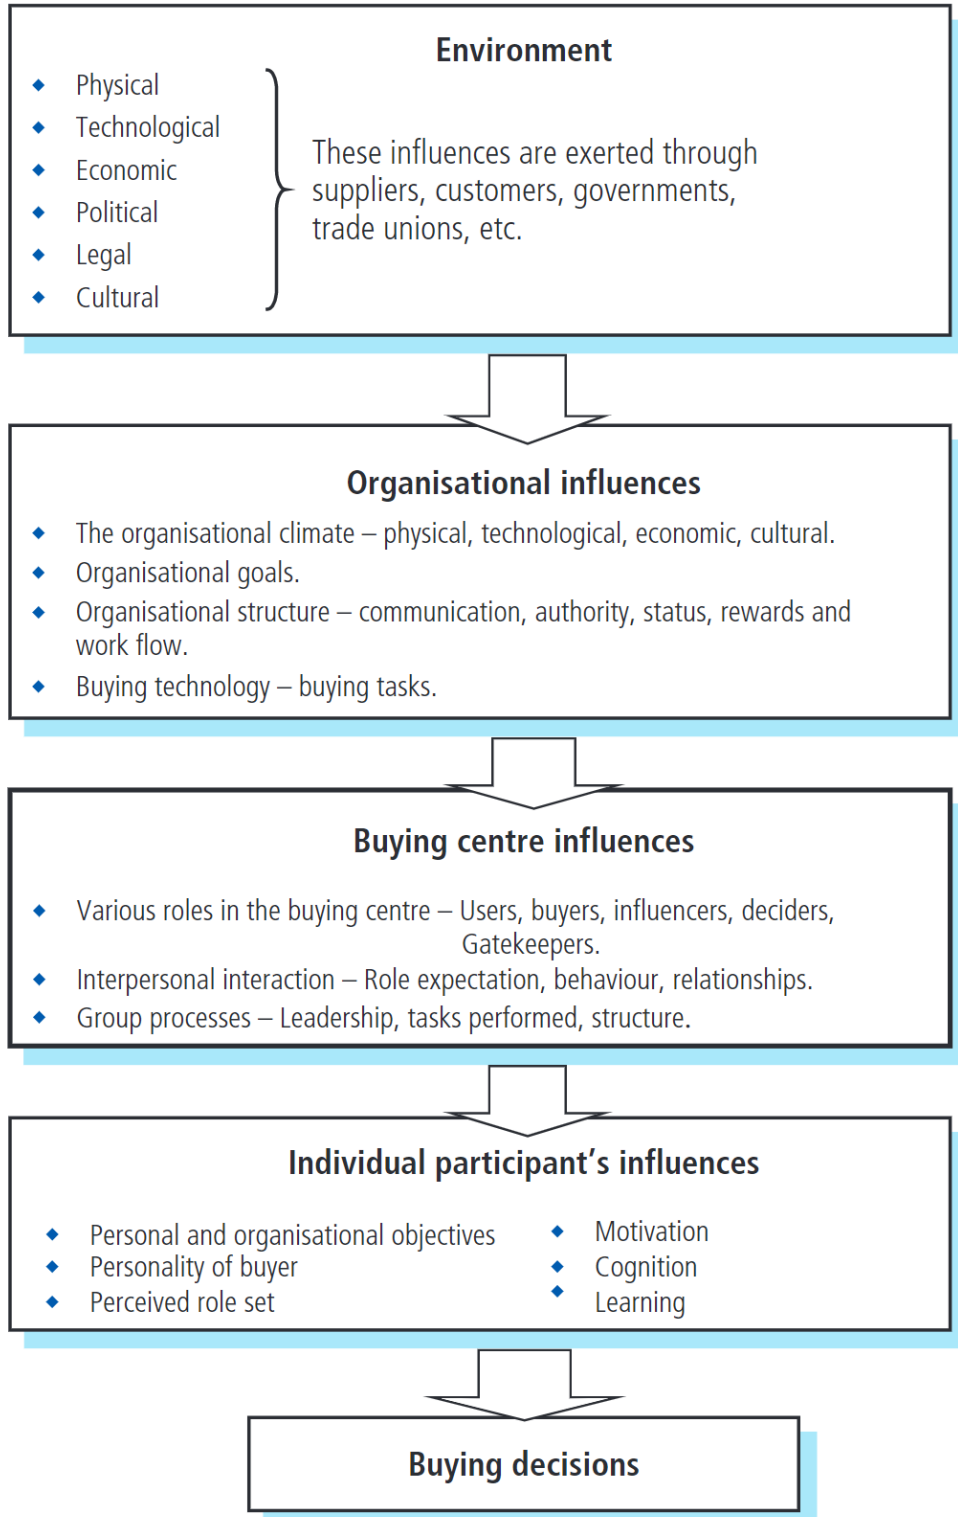 Environment
Physical
Technological
Economic
Political
Legal
Cultural
These influences are exerted through
suppliers, customers, governments,
trade unions, etc.
Organisational influences
The organisational climate – physical, technological, economic, cultural.
Organisational goals.
Organisational structure – communication, authority, status, rewards and
work flow.
Buying technology – buying tasks.
Buying centre influences
Various roles in the buying centre – Users, buyers, influencers, deciders,
Gatekeepers.
Interpersonal interaction – Role expectation, behaviour, relationships.
Group processes – Leadership, tasks performed, structure.
Individual participant’s influences
Personal and organisational objectives
Personality of buyer
Perceived role set
Motivation
Cognition
Learning
Buying decisions